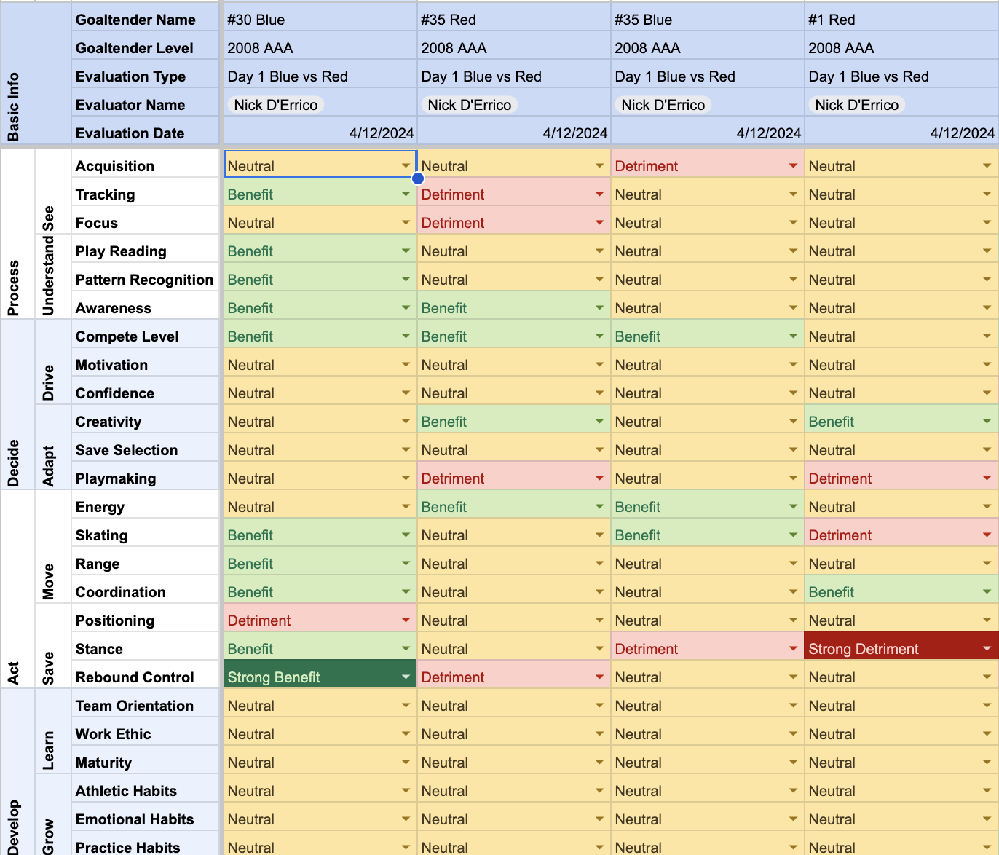 Basic Info
Goaltender Name #30 Blue #35 Red #35 Blue #1 Red
Goaltender Level 2008 AAA 2008 AAA 2008 AAA 2008 AAA
Evaluation Type Day 1 Blue vs Red Day 1 Blue vs Red Day 1 Blue vs Red Day 1 Blue vs Red
Evaluator Name Nick D'Errico Nick D'Errico Nick D'Errico Nick D'Errico
Evaluation Date 4/12/2024 4/12/2024 4/12/2024 4/12/2024
Process
See
Acquisition Neutral Neutral Detriment Neutral
Tracking Benefit Detriment Neutral Neutral
Focus Neutral Detriment Neutral Neutral
Understand
Play Reading Benefit Neutral Neutral Neutral
Pattern Recognition Benefit Neutral Neutral Neutral
Awareness Benefit Benefit Neutral Neutral
Decide
Drive
Compete Level Benefit Benefit Benefit Neutral
Motivation Neutral Neutral Neutral Neutral
Confidence Neutral Neutral Neutral Neutral
Adapt
Creativity Neutral Benefit Neutral Benefit
Save Selection Neutral Neutral Neutral Neutral
Playmaking Neutral Detriment Neutral Detriment
Act
Move
Energy Neutral Benefit Benefit Neutral
Skating Benefit Neutral Benefit Detriment
Range Benefit Neutral Neutral Neutral
Coordination Benefit Neutral Neutral Benefit
Save
Positioning Detriment Neutral Neutral Neutral
Stance Benefit Neutral Detriment Strong Detriment
Rebound Control Strong Benefit Detriment Neutral Neutral
Develop
Learn
Team Orientation Neutral Neutral Neutral Neutral
Work Ethic Neutral Neutral Neutral Neutral
Maturity Neutral Neutral Neutral Neutral
Grow
Athletic Habits Neutral Neutral Neutral Neutral
Emotional Habits Neutral Neutral Neutral Neutral
Practice Habits Neutral Neutral Neutral Neutral